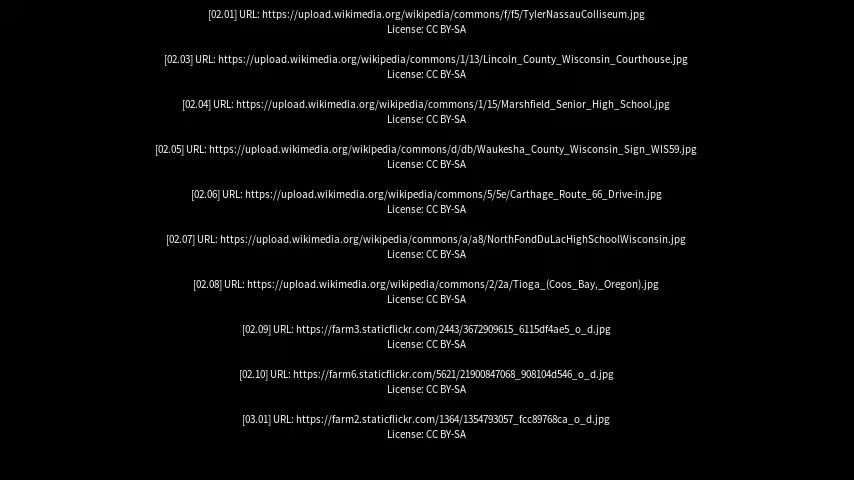 [02.01] URL: https://upload.wikimedia.org/wikipedia/commons/f/f5/TylerNassauColliseum.jpg
License: CC BY-SA
[02.03] URL: https://upload.wikimedia.org/wikipedia/commons/1/13/Lincoln_County_Wisconsin_Courthouse.jpg
License: CC BY-SA
[02.04] URL: https://upload.wikimedia.org/wikipedia/commons/1/15/Marshfield_Senior_High_School.jpg
License: CC BY-SA
[02.05] URL: https://upload.wikimedia.org/wikipedia/commons/d/db/Waukesha_County_Wisconsin_Sign_WIS59.jpg
License: CC BY-SA
[02.06] URL: https://upload.wikimedia.org/wikipedia/commons/5/5e/Carthage_Route_66_Drive-in.jpg
License: CC BY-SA
[02.07] URL: https://upload.wikimedia.org/wikipedia/commons/a/a8/NorthFondDuLacHighSchoolWisconsin.jpg
License: CC BY-SA
[02.08] URL: https://upload.wikimedia.org/wikipedia/commons/2/2a/Tioga_(Coos_Bay,_Oregon).jpg
License: CC BY-SA
[02.09] URL: https://farm3.staticflickr.com/2443/3672909615_6115df4ae5_o_d.jpg
License: CC BY-SA
[02.10] URL: https://farm6.staticflickr.com/5621/21900847068_908104d546_o_d.jpg
License: CC BY-SA
[03.01] URL: https://farm2.staticflickr.com/1364/1354793057_fcc89768ca_o_d.jpg
License: CC BY-SA